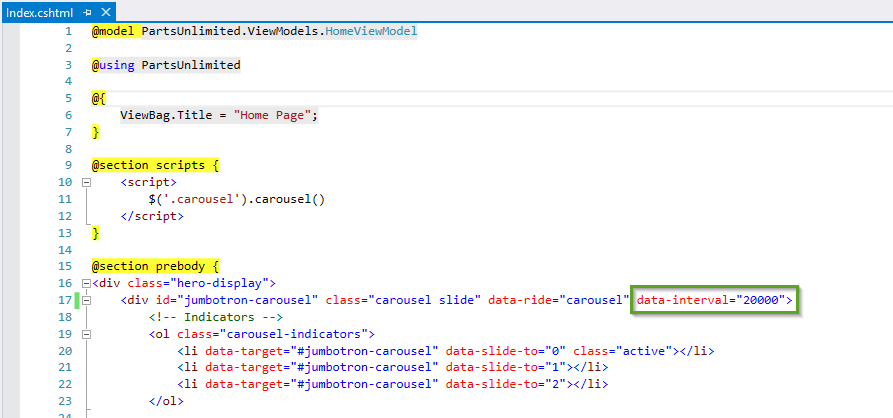 Index.cshtml
1 @model PartsUnlimited.ViewModels.HomeViewModel
2
3 @using PartsUnlimited
4
5 @{
6     ViewBag.Title = "Home Page";
7 }
8
9 @section scripts {
10     <script>
11         $('.carousel').carousel()
12     </script>
13 }
14
15 @section prebody {
16 <div class="hero-display">
17     <div id="jumbotron-carousel" class="carousel slide" data-ride="carousel" data-interval="20000">
18         <!-- Indicators -->
19         <ol class="carousel-indicators">
20             <li data-target="#jumbotron-carousel" data-slide-to="0" class="active"></li>
21             <li data-target="#jumbotron-carousel" data-slide-to="1"></li>
22             <li data-target="#jumbotron-carousel" data-slide-to="2"></li>
23         </ol>
24